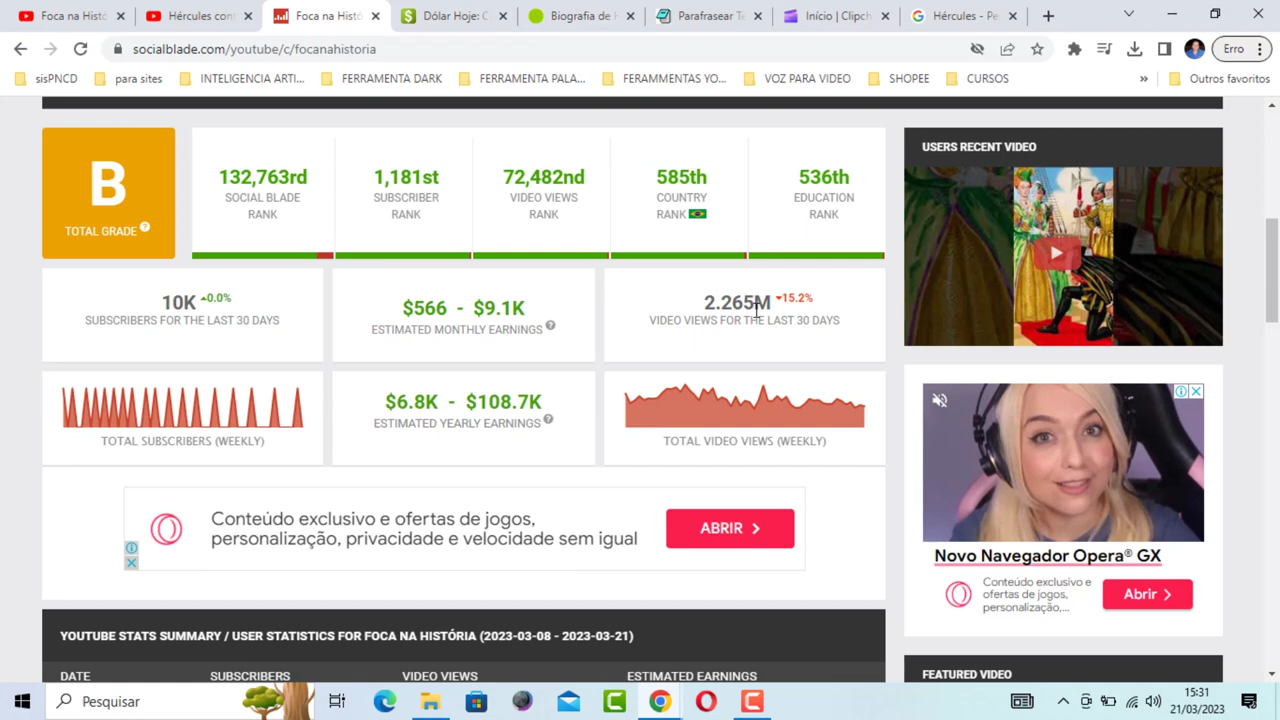 Foca na Histó
Hércules con
Foca na Histó
Dólar Hoje: C
Biografia de H
Parafrasear Te
Início | Clipch
Hércules - Pe
socialblade.com/youtube/c/focanahistoria
Erro
sisPNCD
para sites
INTELIGENCIA ARTI...
FERRAMENTA DARK
FERRAMENTA PALA...
FERAMMENTAS YO...
VOZ PARA VIDEO
SHOPEE
CURSOS
»
Outros favoritos
B
TOTAL GRADE
132,763rd
SOCIAL BLADE
RANK
1,181st
SUBSCRIBER
RANK
72,482nd
VIDEO VIEWS
RANK
585th
COUNTRY
RANK
536th
EDUCATION
RANK
10K 0.0%
SUBSCRIBERS FOR THE LAST 30 DAYS
$566 - $9.1K
ESTIMATED MONTHLY EARNINGS
2.265M 15.2%
VIDEO VIEWS FOR THE LAST 30 DAYS
TOTAL SUBSCRIBERS (WEEKLY)
$6.8K - $108.7K
ESTIMATED YEARLY EARNINGS
TOTAL VIDEO VIEWS (WEEKLY)
Conteúdo exclusivo e ofertas de jogos,
personalização, privacidade e velocidade sem igual
ABRIR
YOUTUBE STATS SUMMARY / USER STATISTICS FOR FOCA NA HISTÓRIA (2023-03-08 - 2023-03-21)
DATE
SUBSCRIBERS
VIDEO VIEWS
ESTIMATED EARNINGS
USERS RECENT VIDEO
Novo Navegador Opera® GX
Conteúdo exclusivo e
ofertas de jogos,
personalização,...
Abrir
FEATURED VIDEO
Pesquisar
15:31
21/03/2023